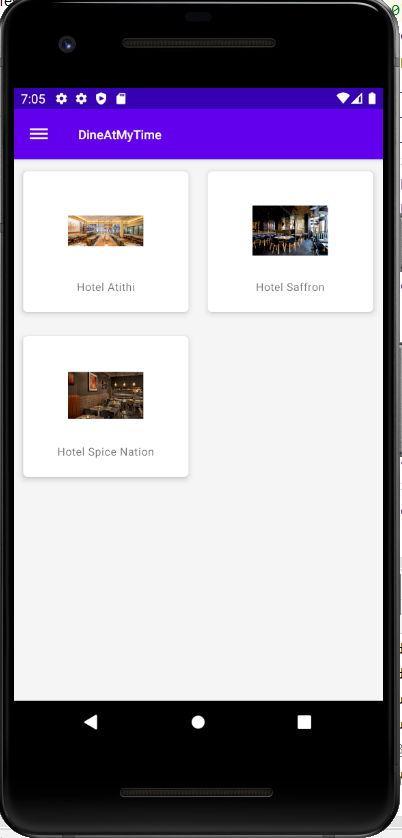 7:05
DineAtMyTime
Hotel Atithi
Hotel Saffron
Hotel Spice Nation